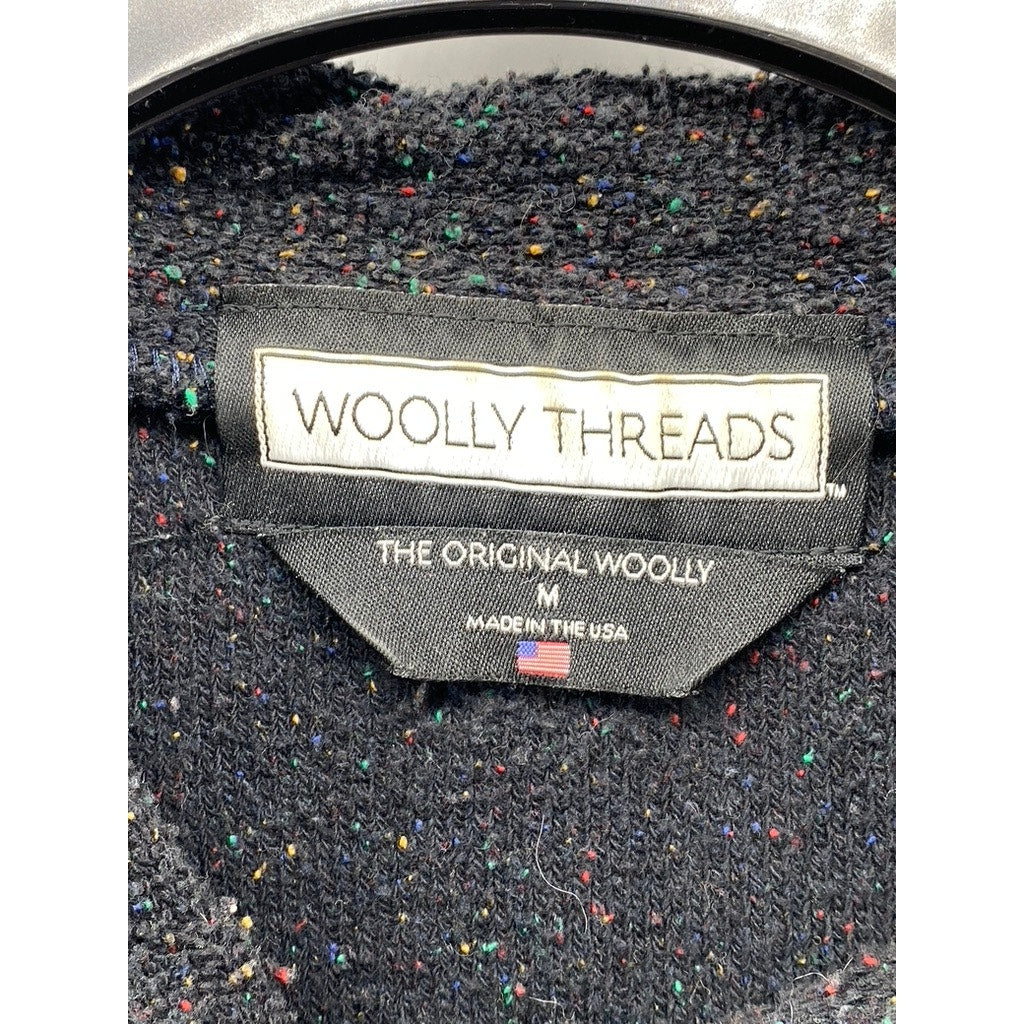 WOOLLY THREADS
TM
THE ORIGINAL WOOLLY
M
MADE IN THE USA